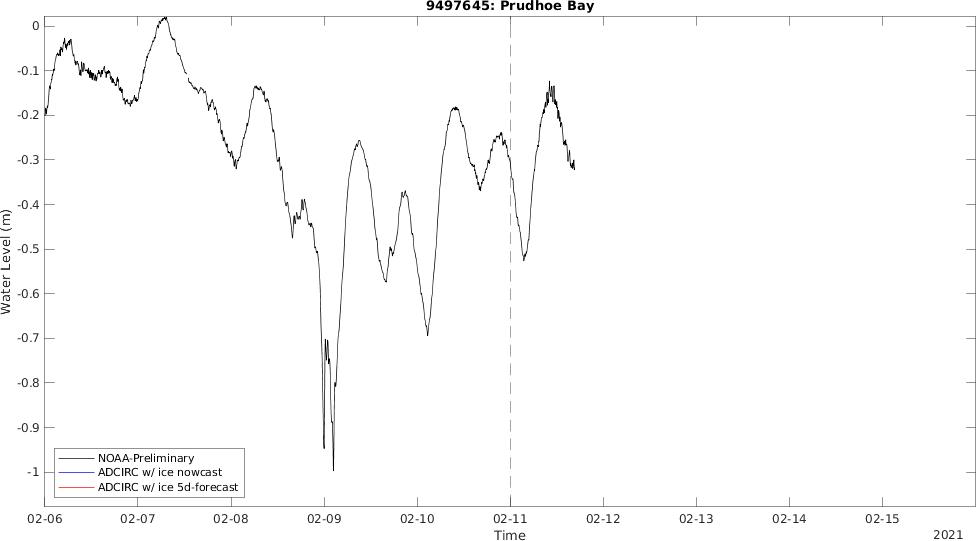 9497645: Prudhoe Bay
0
-0.1
-0.2
-0.3
-0.4
-0.5
-0.6
-0.7
-0.8
-0.9
-1
Water Level (m)
NOAA-Preliminary
ADCIRC w/ ice nowcast
ADCIRC w/ ice 5d-forecast
02-06 02-07 02-08 02-09 02-10 02-11 02-12 02-13 02-14 02-15
Time
2021